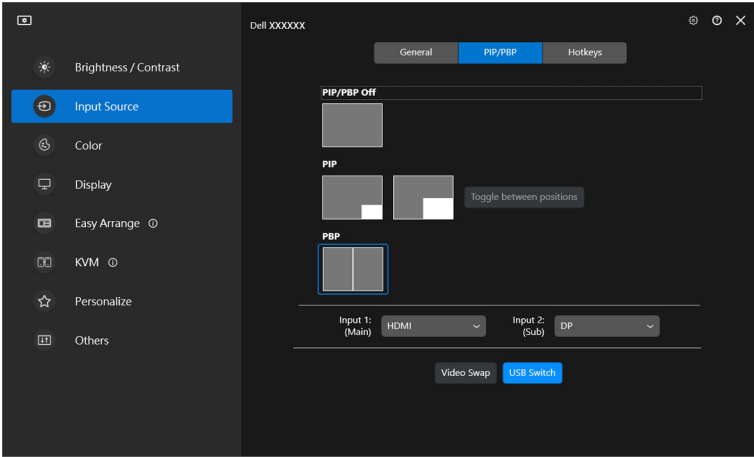 Dell XXXXXX
General PIP/PBP Hotkeys
Brightness / Contrast
Input Source
Color
Display
Easy Arrange
KVM
Personalize
Others
PIP/PBP Off
PIP
Toggle between positions
PBP
Input 1:
(Main)
HDMI
Input 2:
(Sub)
DP
Video Swap USB Switch